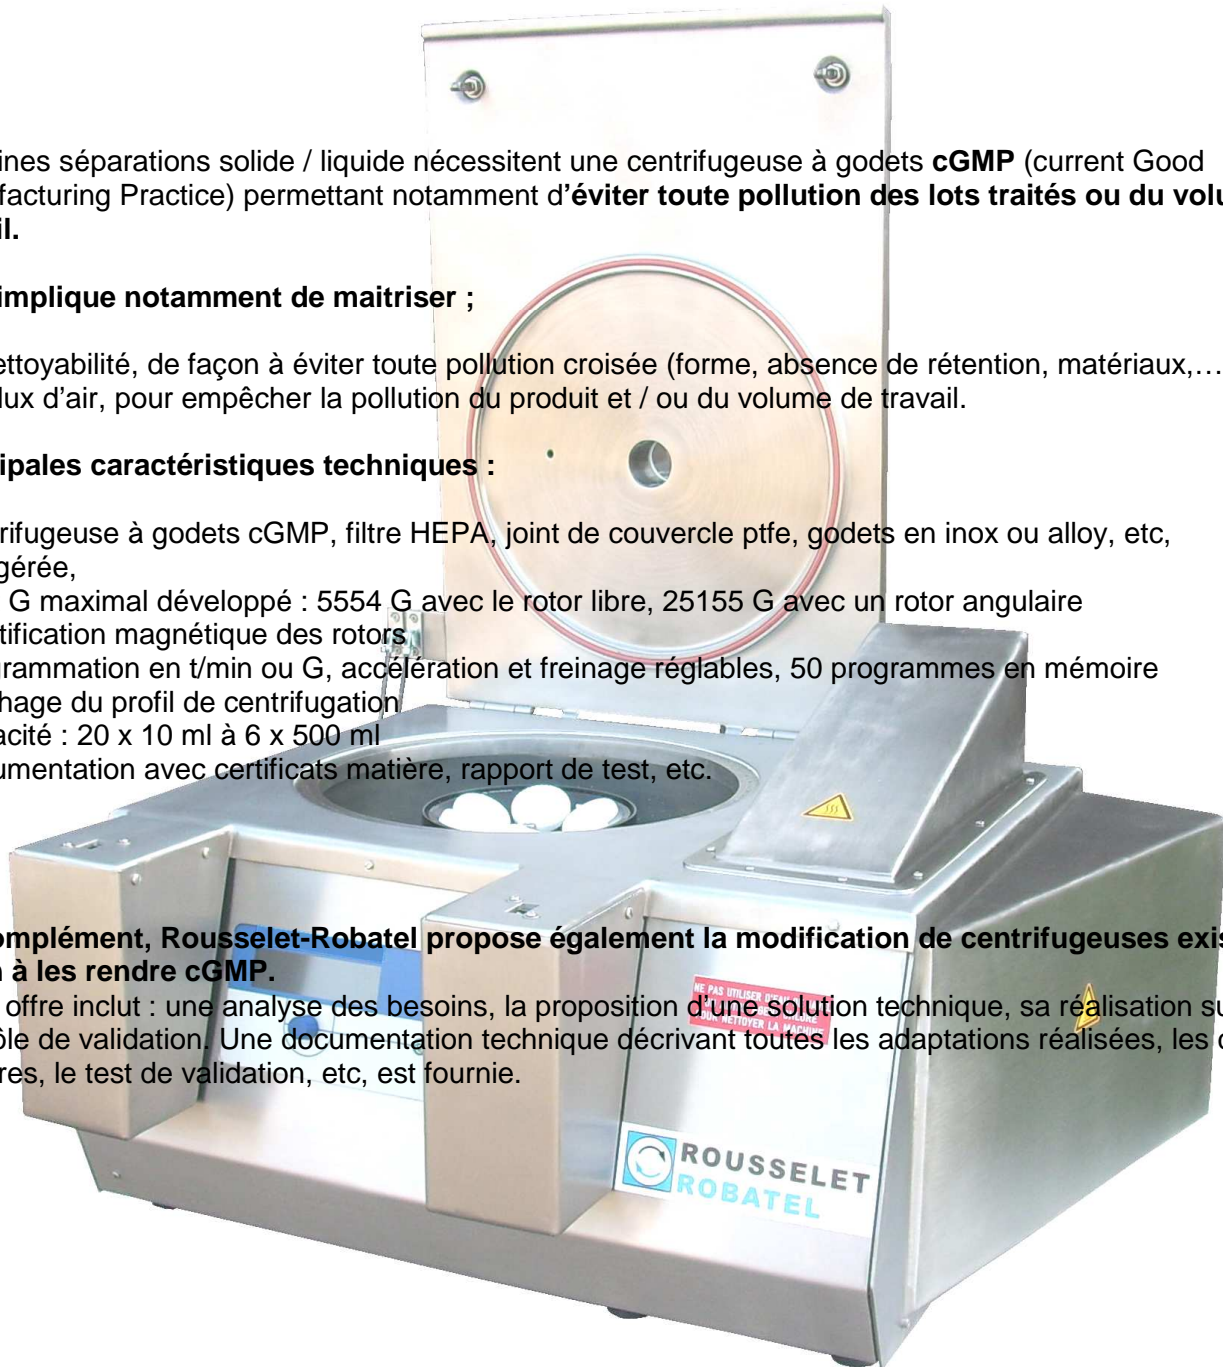 ines séparations solide / liquide nécessitent une centrifugeuse à godets cGMP (current Good
facturing Practice) permettant notamment d'éviter toute pollution des lots traités ou du volu
il.
implique notamment de maitriser ;
ettoyabilité, de façon à éviter toute pollution croisée (forme, absence de rétention, matériaux,…
lux d'air, pour empêcher la pollution du produit et / ou du volume de travail.
ipales caractéristiques techniques :
rifugeuse à godets cGMP, filtre HEPA, joint de couvercle ptfe, godets en inox ou alloy, etc,
gérée,
G maximal développé : 5554 G avec le rotor libre, 25155 G avec un rotor angulaire
tification magnétique des rotors
grammation en t/min ou G, accélération et freinage réglables, 50 programmes en mémoire
hage du profil de centrifugation
acité : 20 x 10 ml à 6 x 500 ml
umentation avec certificats matière, rapport de test, etc.
omplément, Rousselet-Robatel propose également la modification de centrifugeuses exis
à les rendre cGMP.
offre inclut : une analyse des besoins, la proposition d'une solution technique, sa réalisation su
ôle de validation. Une documentation technique décrivant toutes les adaptations réalisées, les c
res, le test de validation, etc, est fournie.
NE PAS UTILISER D'EAU
POUR NETTOYER LA MACHINE
ROUSSELET
ROBATEL